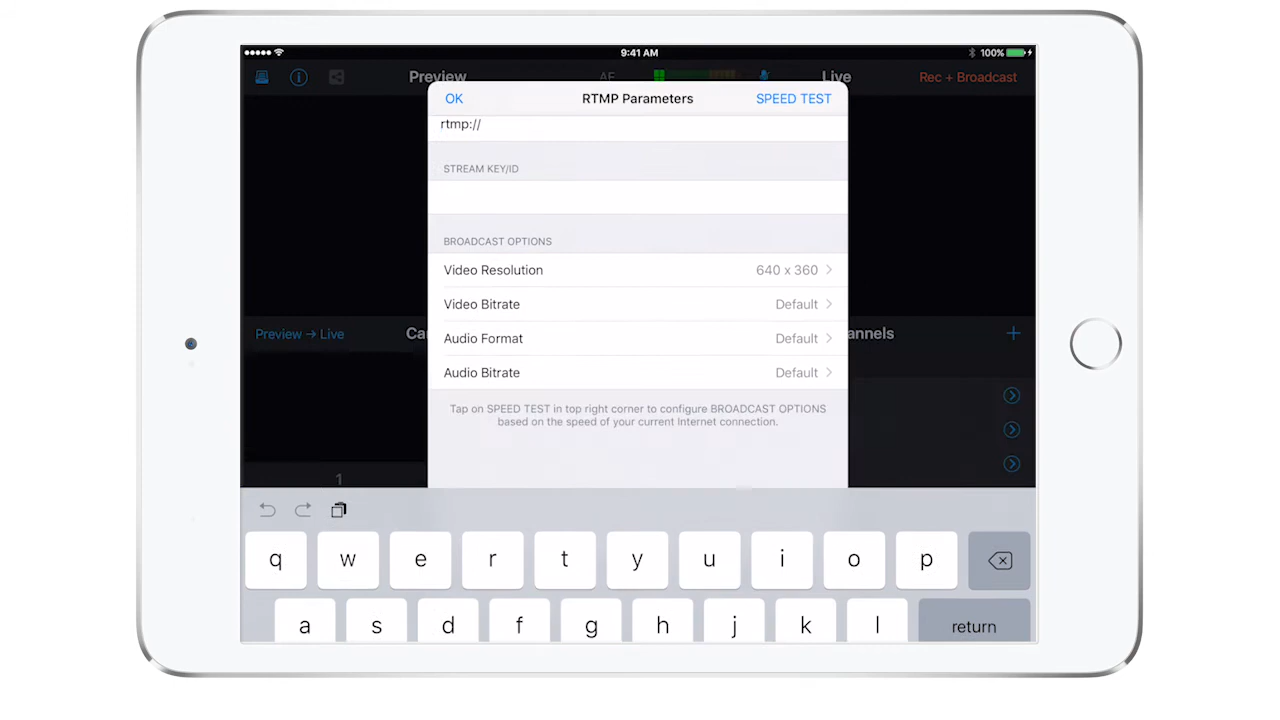 9:41 AM
100%
Preview
AF
Live
Rec + Broadcast
OK
RTMP Parameters
SPEED TEST
rtmp://
STREAM KEY/ID
BROADCAST OPTIONS
Video Resolution 640 x 360
Video Bitrate Default
Audio Format Default
Audio Bitrate Default
Tap on SPEED TEST in top right corner to configure BROADCAST OPTIONS
based on the speed of your current Internet connection.
Preview → Live
1
q w e r t y u i o p
a s d f g h j k l return